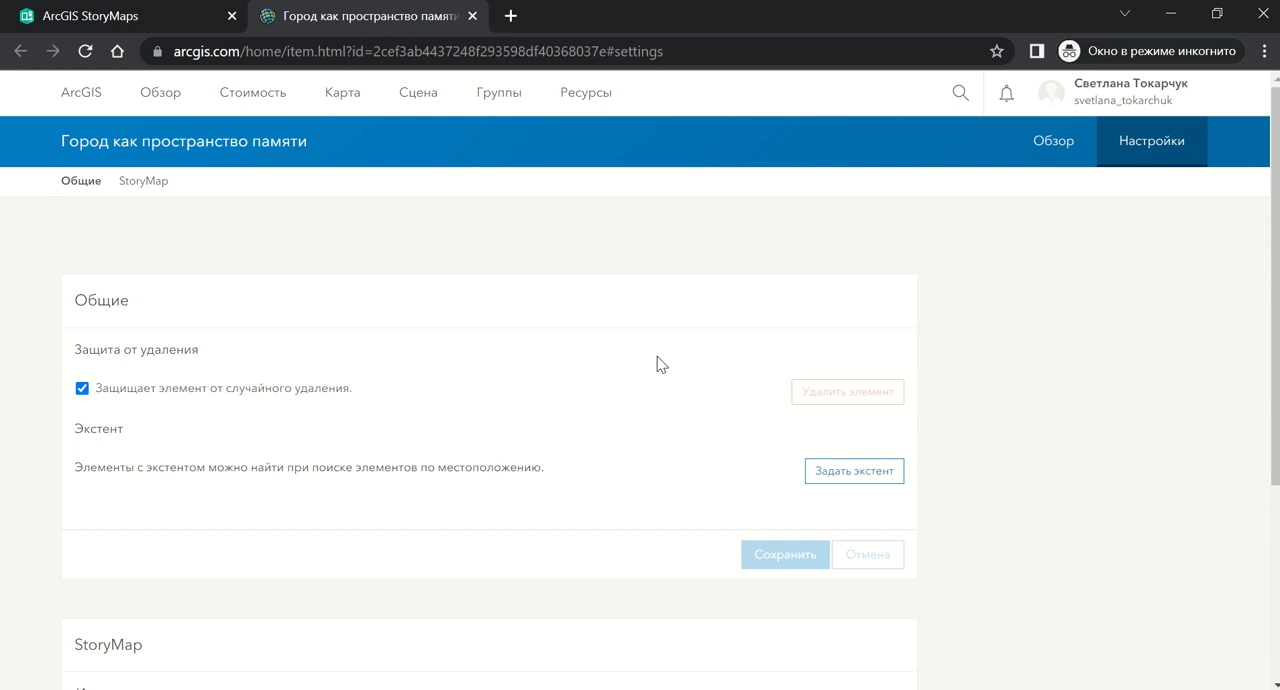 ArcGIS StoryMaps
Город как пространство памяти
arcgis.com/home/item.html?id=2cef3ab4437248f293598df40368037e#settings
Окно в режиме инкогнито
ArcGIS Обзор Стоимость Карта Сцена Группы Ресурсы
Светлана Токарчук
svetlana_tokarchuk
Город как пространство памяти
Обзор Настройки
Общие StoryMap
Общие
Защита от удаления
Защищает элемент от случайного удаления.
Удалить элемент
Экстент
Элементы с экстентом можно найти при поиске элементов по местоположению.
Задать экстент
Сохранить Отмена
StoryMap